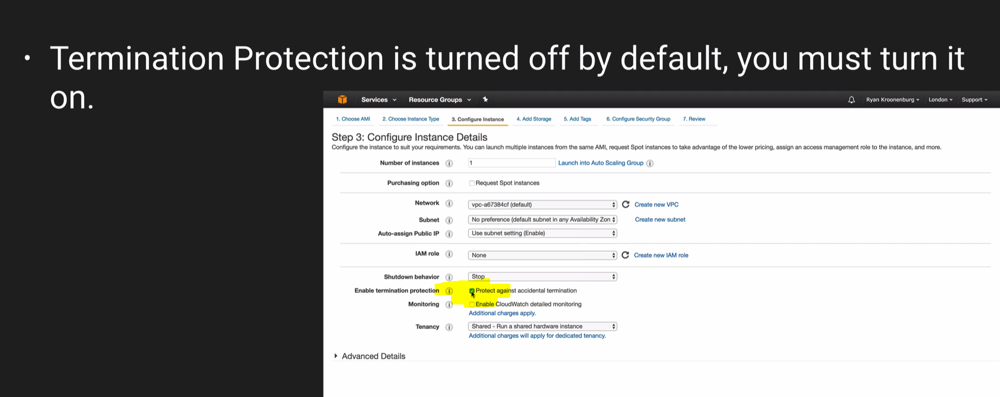 • Termination Protection is turned off by default, you must turn it
on.
Services Resource Groups Ryan Kroonenburg London Support
1. Choose AMI 2. Choose Instance Type 3. Configure Instance 4. Add Storage 5. Add Tags 6. Configure Security Group 7. Review
Step 3: Configure Instance Details
Configure the instance to suit your requirements. You can launch multiple instances from the same AMI, request Spot instances to take advantage of the lower pricing, assign an access management role to the instance, and more.
Number of instances i 1 Launch into Auto Scaling Group i
Purchasing option i Request Spot instances
Network i vpc-a67384cf (default) Create new VPC
Subnet i No preference (default subnet in any Availability Zon Create new subnet
Auto-assign Public IP i Use subnet setting (Enable)
IAM role i None Create new IAM role
Shutdown behavior i Stop
Enable termination protection i Protect against accidental termination
Monitoring i Enable CloudWatch detailed monitoring
Additional charges apply.
Tenancy i Shared - Run a shared hardware instance
Additional charges will apply for dedicated tenancy.
Advanced Details